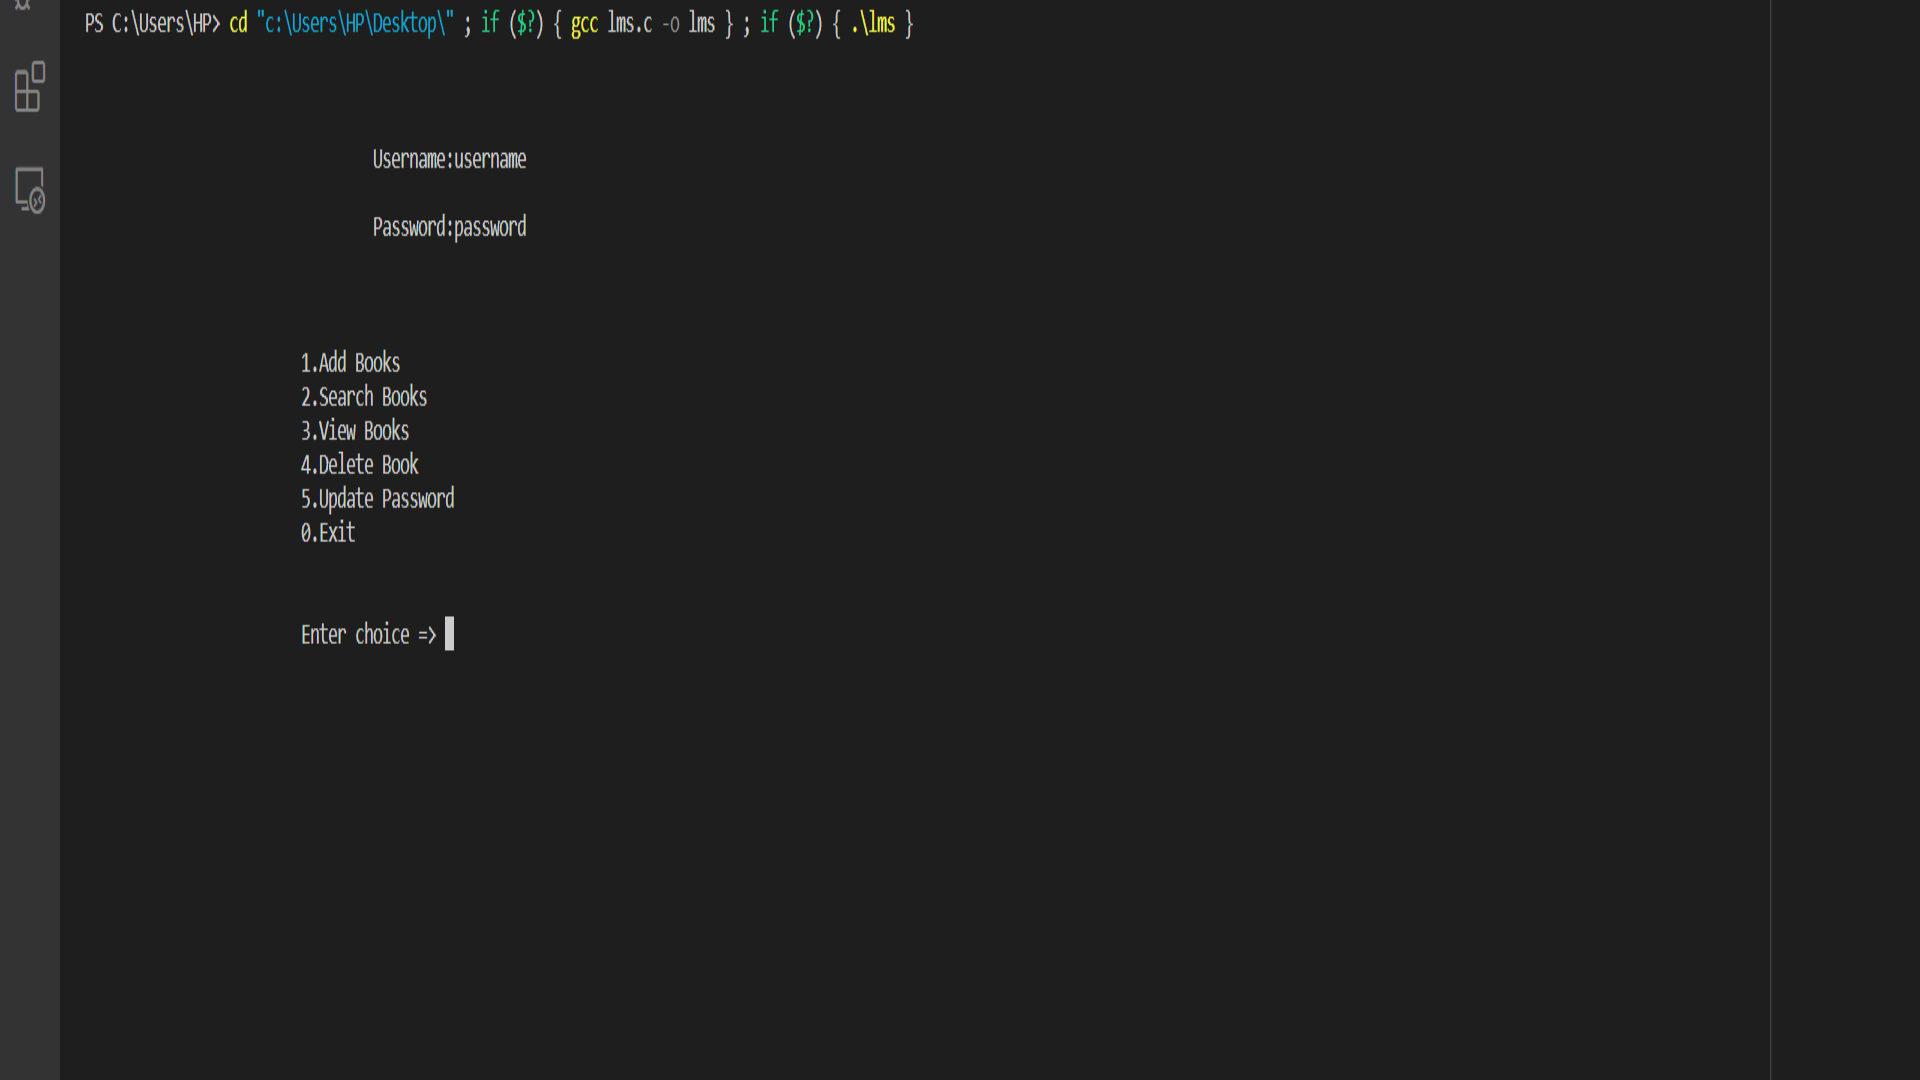 PS C:\Users\HP> cd "c:\Users\HP\Desktop\" ; if ($?) { gcc lms.c -o lms } ; if ($?) { .\lms }
Username:username
Password:password
1.Add Books
2.Search Books
3.View Books
4.Delete Book
5.Update Password
0.Exit
Enter choice =>